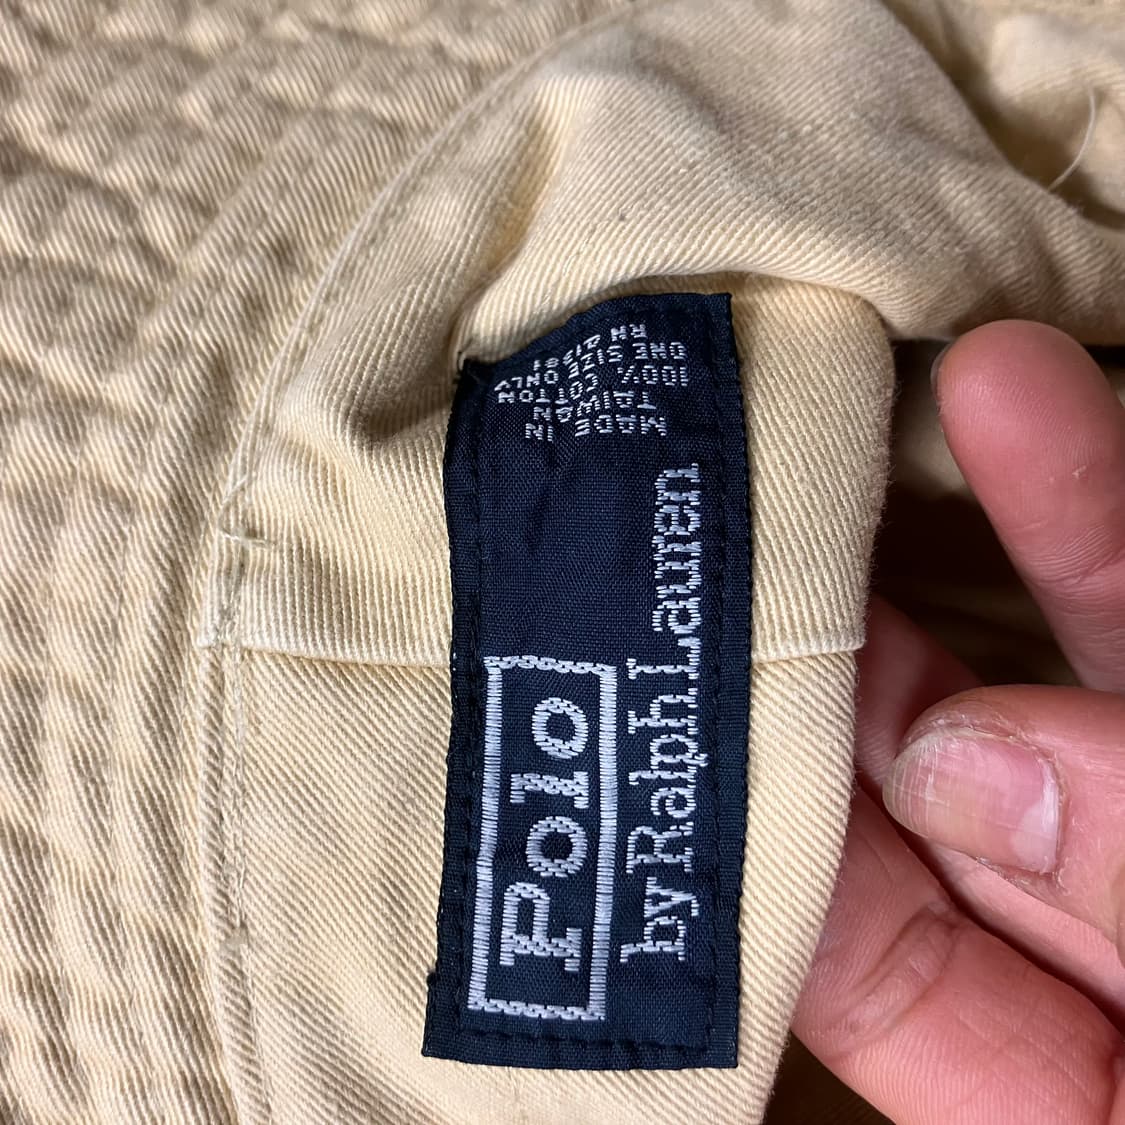 Polo
by Ralph Lauren
MADE IN
TAIWAN
100% COTTON
ONE SIZE ONLY
RN 41381